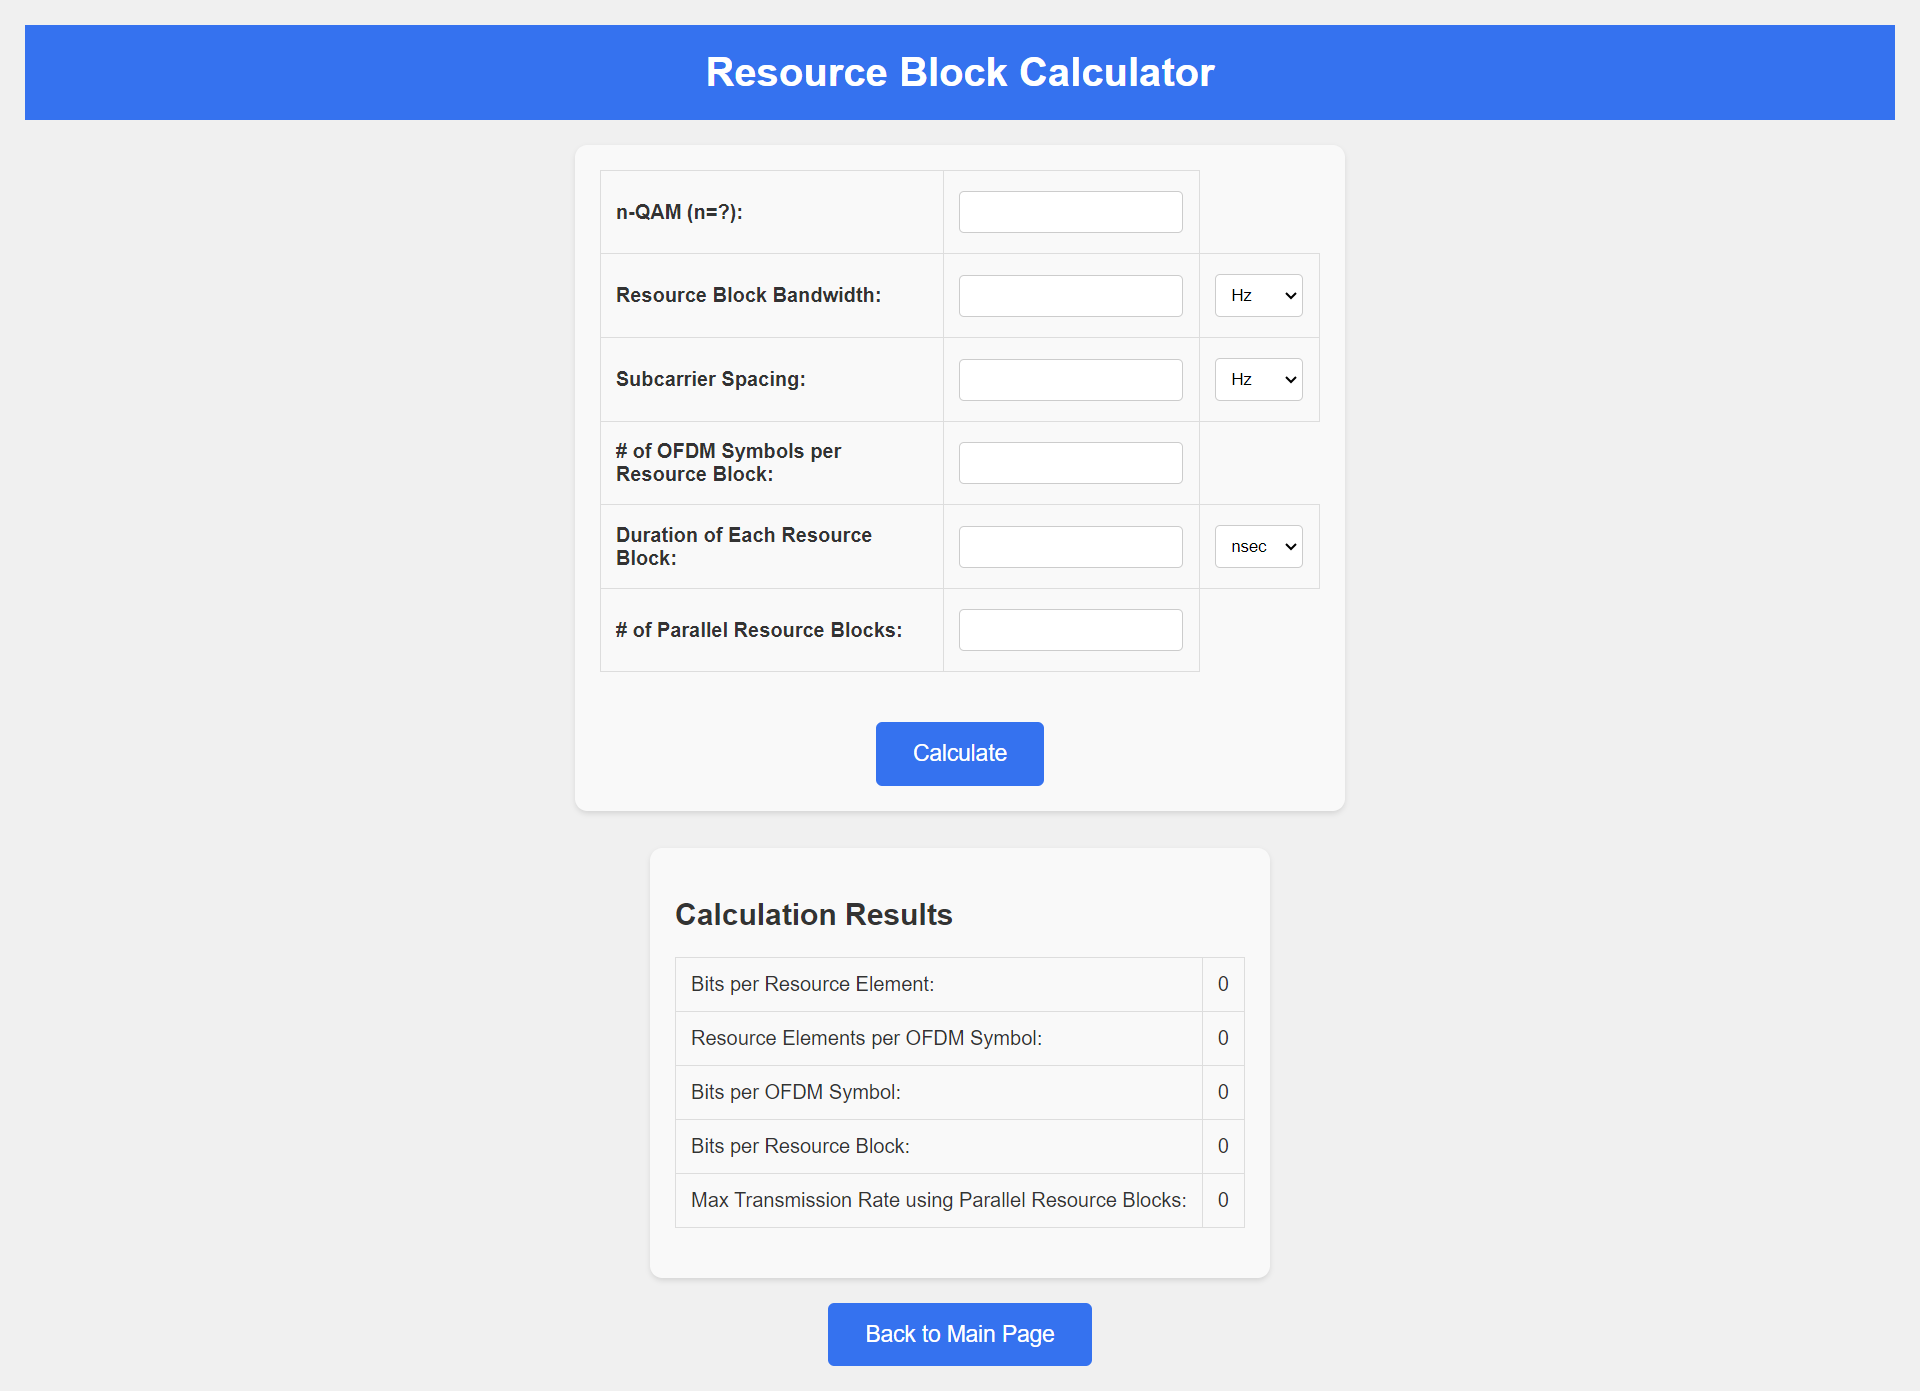 Resource Block Calculator
n-QAM (n=?):
Resource Block Bandwidth:
Hz
Subcarrier Spacing:
Hz
# of OFDM Symbols per
Resource Block:
Duration of Each Resource
Block:
nsec
# of Parallel Resource Blocks:
Calculate
Calculation Results
Bits per Resource Element: 0
Resource Elements per OFDM Symbol: 0
Bits per OFDM Symbol: 0
Bits per Resource Block: 0
Max Transmission Rate using Parallel Resource Blocks: 0
Back to Main Page